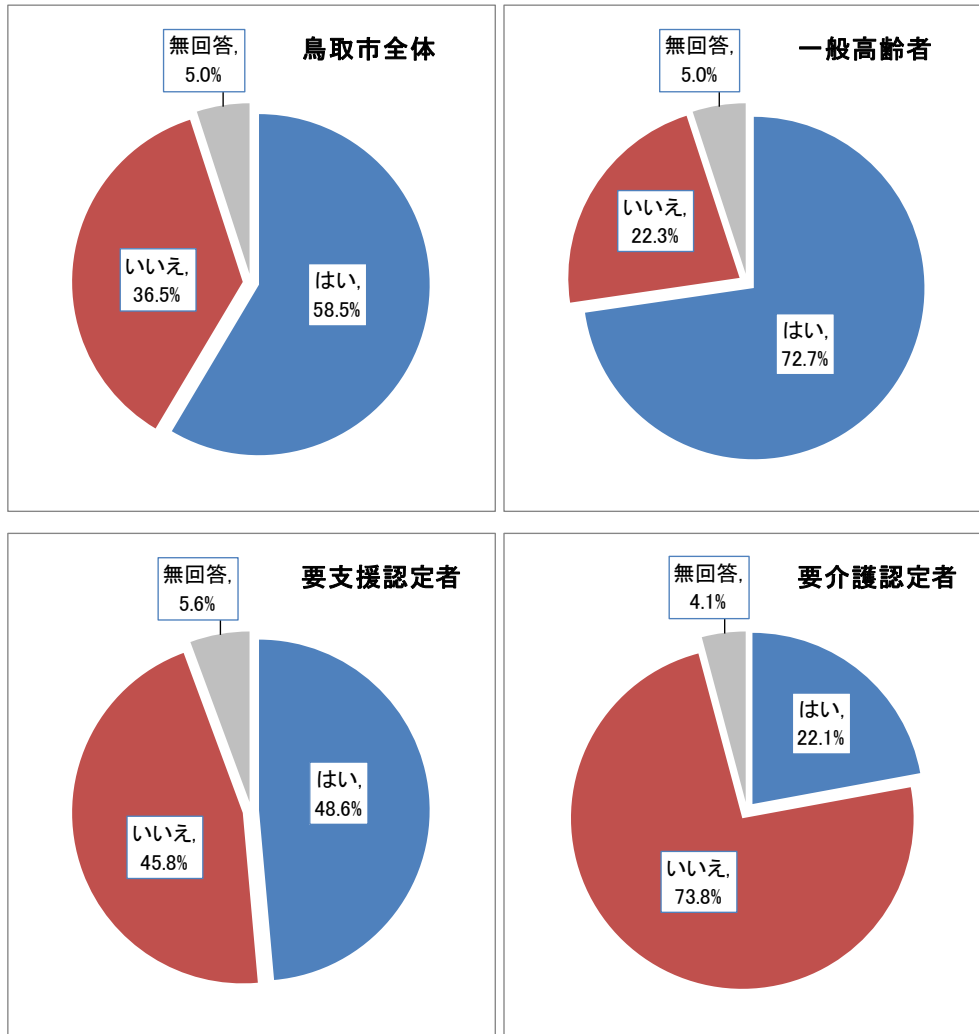 鳥取市全体
無回答,
5.0%
いいえ,
36.5%
はい,
58.5%
一般高齢者
無回答,
5.0%
いいえ,
22.3%
はい,
72.7%
要支援認定者
無回答,
5.6%
はい,
48.6%
いいえ,
45.8%
要介護認定者
無回答,
4.1%
はい,
22.1%
いいえ,
73.8%